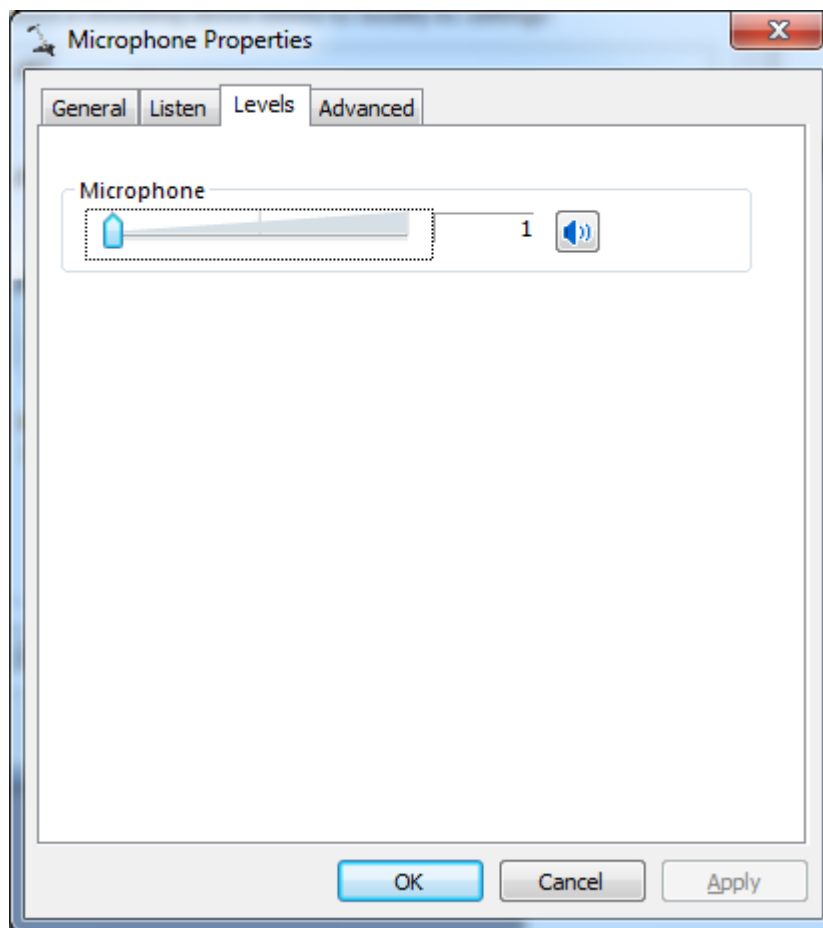 Microphone Properties
General Listen Levels Advanced
Microphone
1
OK Cancel Apply